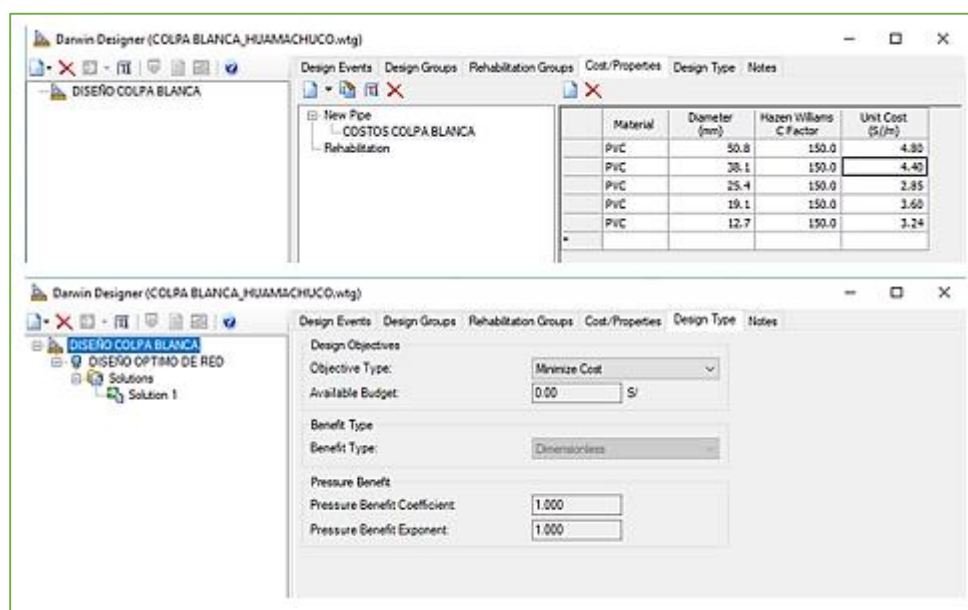 Darwin Designer (COLPA BLANCA_HUAMACHUCO.wtg)
Design Events Design Groups Rehabilitation Groups Cost/Properties Design Type Notes
DISEÑO COLPA BLANCA
New Pipe
COSTOS COLPA BLANCA
Rehabilitation
Material Diameter (mm) Hazen Williams C Factor Unit Cost (S/m)
PVC 50.8 150.0 4.80
PVC 38.1 150.0 4.40
PVC 25.4 150.0 2.85
PVC 19.1 150.0 3.60
PVC 12.7 150.0 3.24
Darwin Designer (COLPA BLANCA_HUAMACHUCO.wtg)
Design Events Design Groups Rehabilitation Groups Cost/Properties Design Type Notes
DISEÑO COLPA BLANCA
DISEÑO OPTIMO DE RED
Solutions
Solution 1
Design Objectives
Objective Type: Minimize Cost
Available Budget: 0.00 S/
Benefit Type
Benefit Type: Dimensionless
Pressure Benefit
Pressure Benefit Coefficient: 1.000
Pressure Benefit Exponent: 1.000